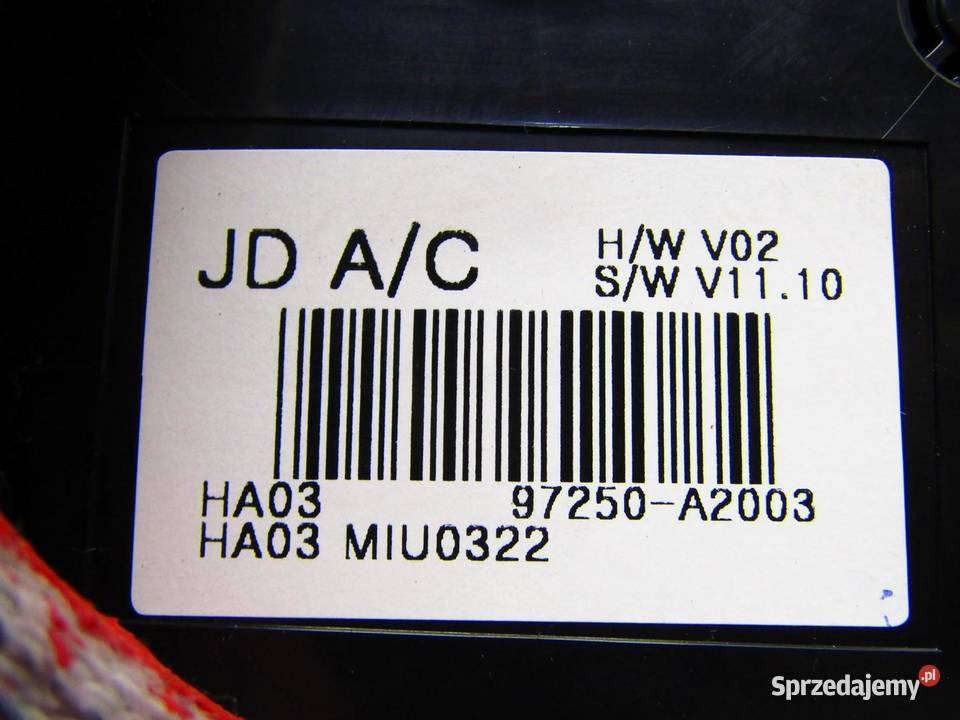 JD A/C
H/W V02
S/W V11.10
HA03 97250-A2003
HA03 MIU0322
Sprzedajemy.pl